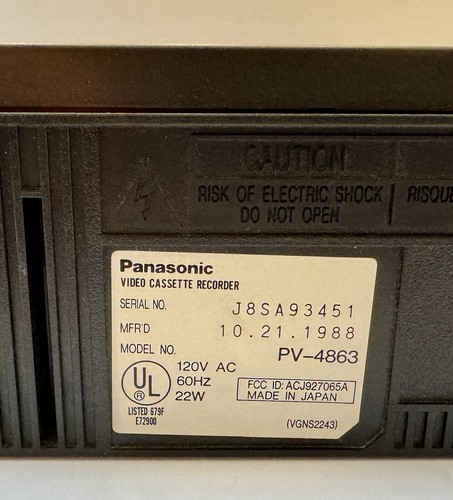 CAUTION
RISK OF ELECTRIC SHOCK
DO NOT OPEN
Panasonic
VIDEO CASSETTE RECORDER
SERIAL NO. J8SA93451
MFR'D 10.21.1988
MODEL NO. PV-4863
UL
®
LISTED 679F
E72900
120V AC
60HZ
22W
FCC ID: ACJ927065A
MADE IN JAPAN
(VGNS2243)